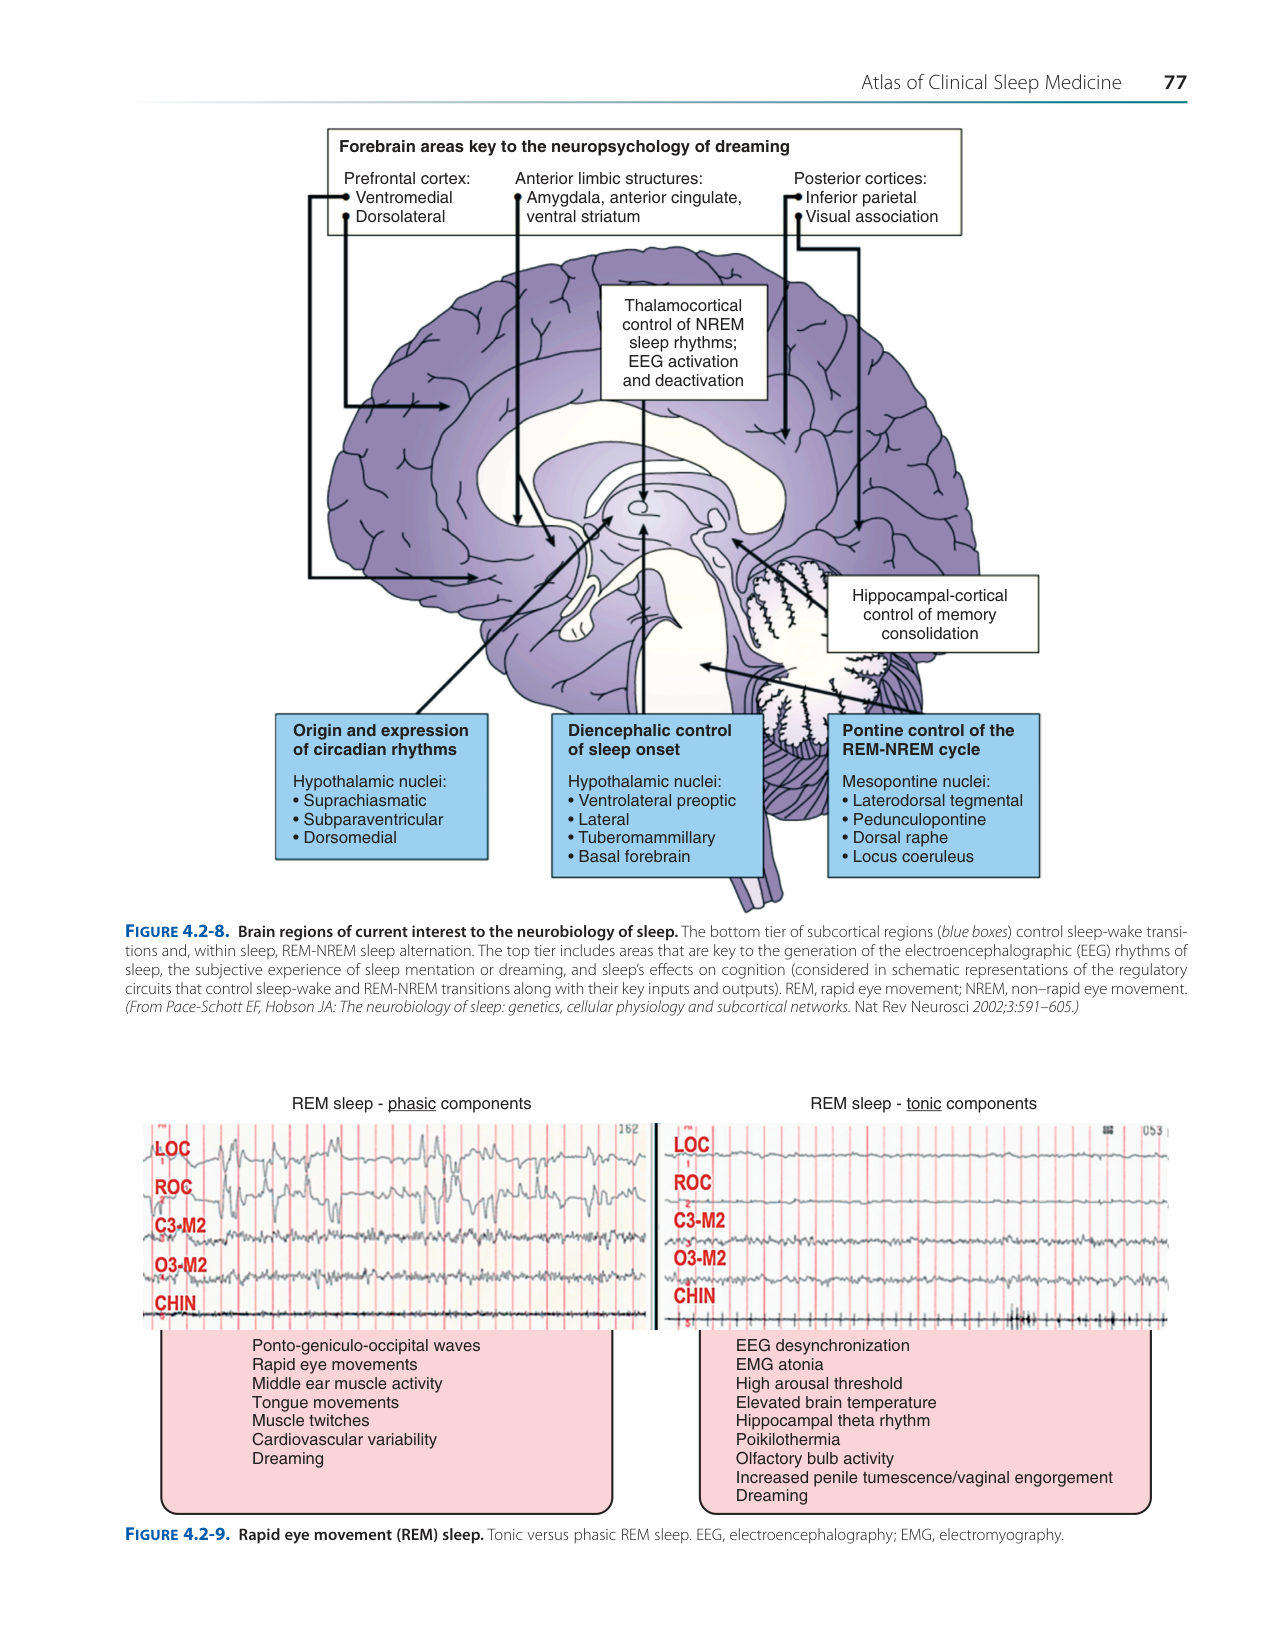 Atlas of Clinical Sleep Medicine 77
Forebrain areas key to the neuropsychology of dreaming
Prefrontal cortex:
• Ventromedial
• Dorsolateral
Anterior limbic structures:
• Amygdala, anterior cingulate,
ventral striatum
Posterior cortices:
• Inferior parietal
• Visual association
Thalamocortical
control of NREM
sleep rhythms;
EEG activation
and deactivation
Hippocampal-cortical
control of memory
consolidation
Origin and expression
of circadian rhythms
Hypothalamic nuclei:
• Suprachiasmatic
• Subparaventricular
• Dorsomedial
Diencephalic control
of sleep onset
Hypothalamic nuclei:
• Ventrolateral preoptic
• Lateral
• Tuberomammillary
• Basal forebrain
Pontine control of the
REM-NREM cycle
Mesopontine nuclei:
• Laterodorsal tegmental
• Pedunculopontine
• Dorsal raphe
• Locus coeruleus
FIGURE 4.2-8. Brain regions of current interest to the neurobiology of sleep. The bottom tier of subcortical regions (blue boxes) control sleep-wake transi-
tions and, within sleep, REM-NREM sleep alternation. The top tier includes areas that are key to the generation of the electroencephalographic (EEG) rhythms of
sleep, the subjective experience of sleep mentation or dreaming, and sleep's effects on cognition (considered in schematic representations of the regulatory
circuits that control sleep-wake and REM-NREM transitions along with their key inputs and outputs). REM, rapid eye movement; NREM, non–rapid eye movement.
(From Pace-Schott EF, Hobson JA: The neurobiology of sleep: genetics, cellular physiology and subcortical networks. Nat Rev Neurosci 2002;3:591–605.)
REM sleep - phasic components
162
LOC
ROC
C3-M2
O3-M2
CHIN
Ponto-geniculo-occipital waves
Rapid eye movements
Middle ear muscle activity
Tongue movements
Muscle twitches
Cardiovascular variability
Dreaming
REM sleep - tonic components
053
LOC
ROC
C3-M2
O3-M2
CHIN
EEG desynchronization
EMG atonia
High arousal threshold
Elevated brain temperature
Hippocampal theta rhythm
Poikilothermia
Olfactory bulb activity
Increased penile tumescence/vaginal engorgement
Dreaming
FIGURE 4.2-9. Rapid eye movement (REM) sleep. Tonic versus phasic REM sleep. EEG, electroencephalography; EMG, electromyography.